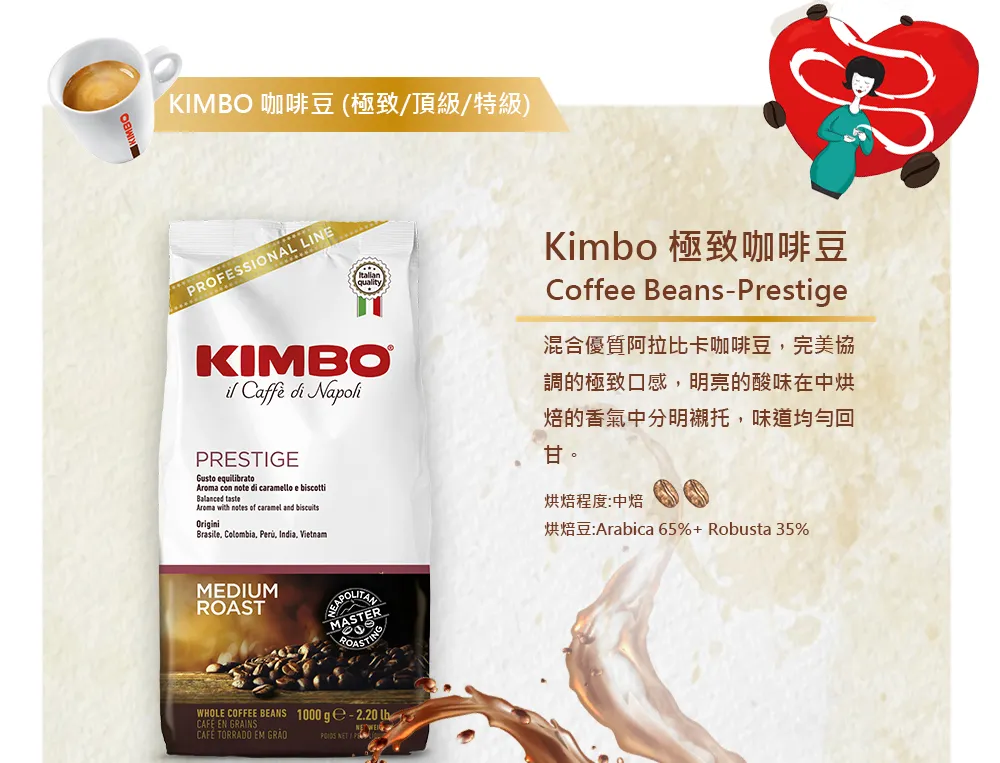 KIMBO 咖啡豆 (極致/頂級/特級)
KIMBO
PROFESSIONAL LINE
Italian
quality
KIMBO®
il Caffè di Napoli
PRESTIGE
Gusto equilibrato
Aroma con note di caramello e biscotti
Balanced taste
Aroma with notes of caramel and biscuits
Origini
Brasile, Colombia, Perù, India, Vietnam
MEDIUM
ROAST
NEAPOLITAN
MASTER
ROASTING
WHOLE COFFEE BEANS
CAFÉ EN GRAINS
CAFÉ TORRADO EM GRÃO
1000 g ℮ - 2.20 lb
Kimbo 極致咖啡豆
Coffee Beans-Prestige
混合優質阿拉比卡咖啡豆，完美協
調的極致口感，明亮的酸味在中烘
焙的香氣中分明襯托，味道均勻回
甘。
烘焙程度:中焙
烘焙豆:Arabica 65%+ Robusta 35%